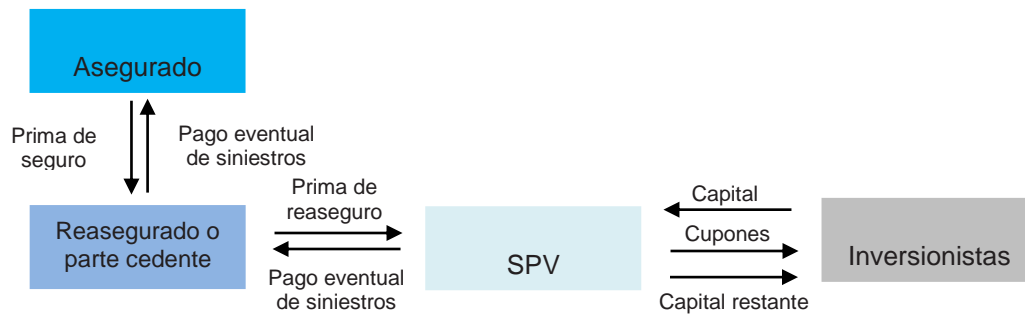 Asegurado
Prima de
seguro
Pago eventual
de siniestros
Reasegurado o
parte cedente
Prima de
reaseguro
Pago eventual
de siniestros
SPV
Capital
Cupones
Capital restante
Inversionistas